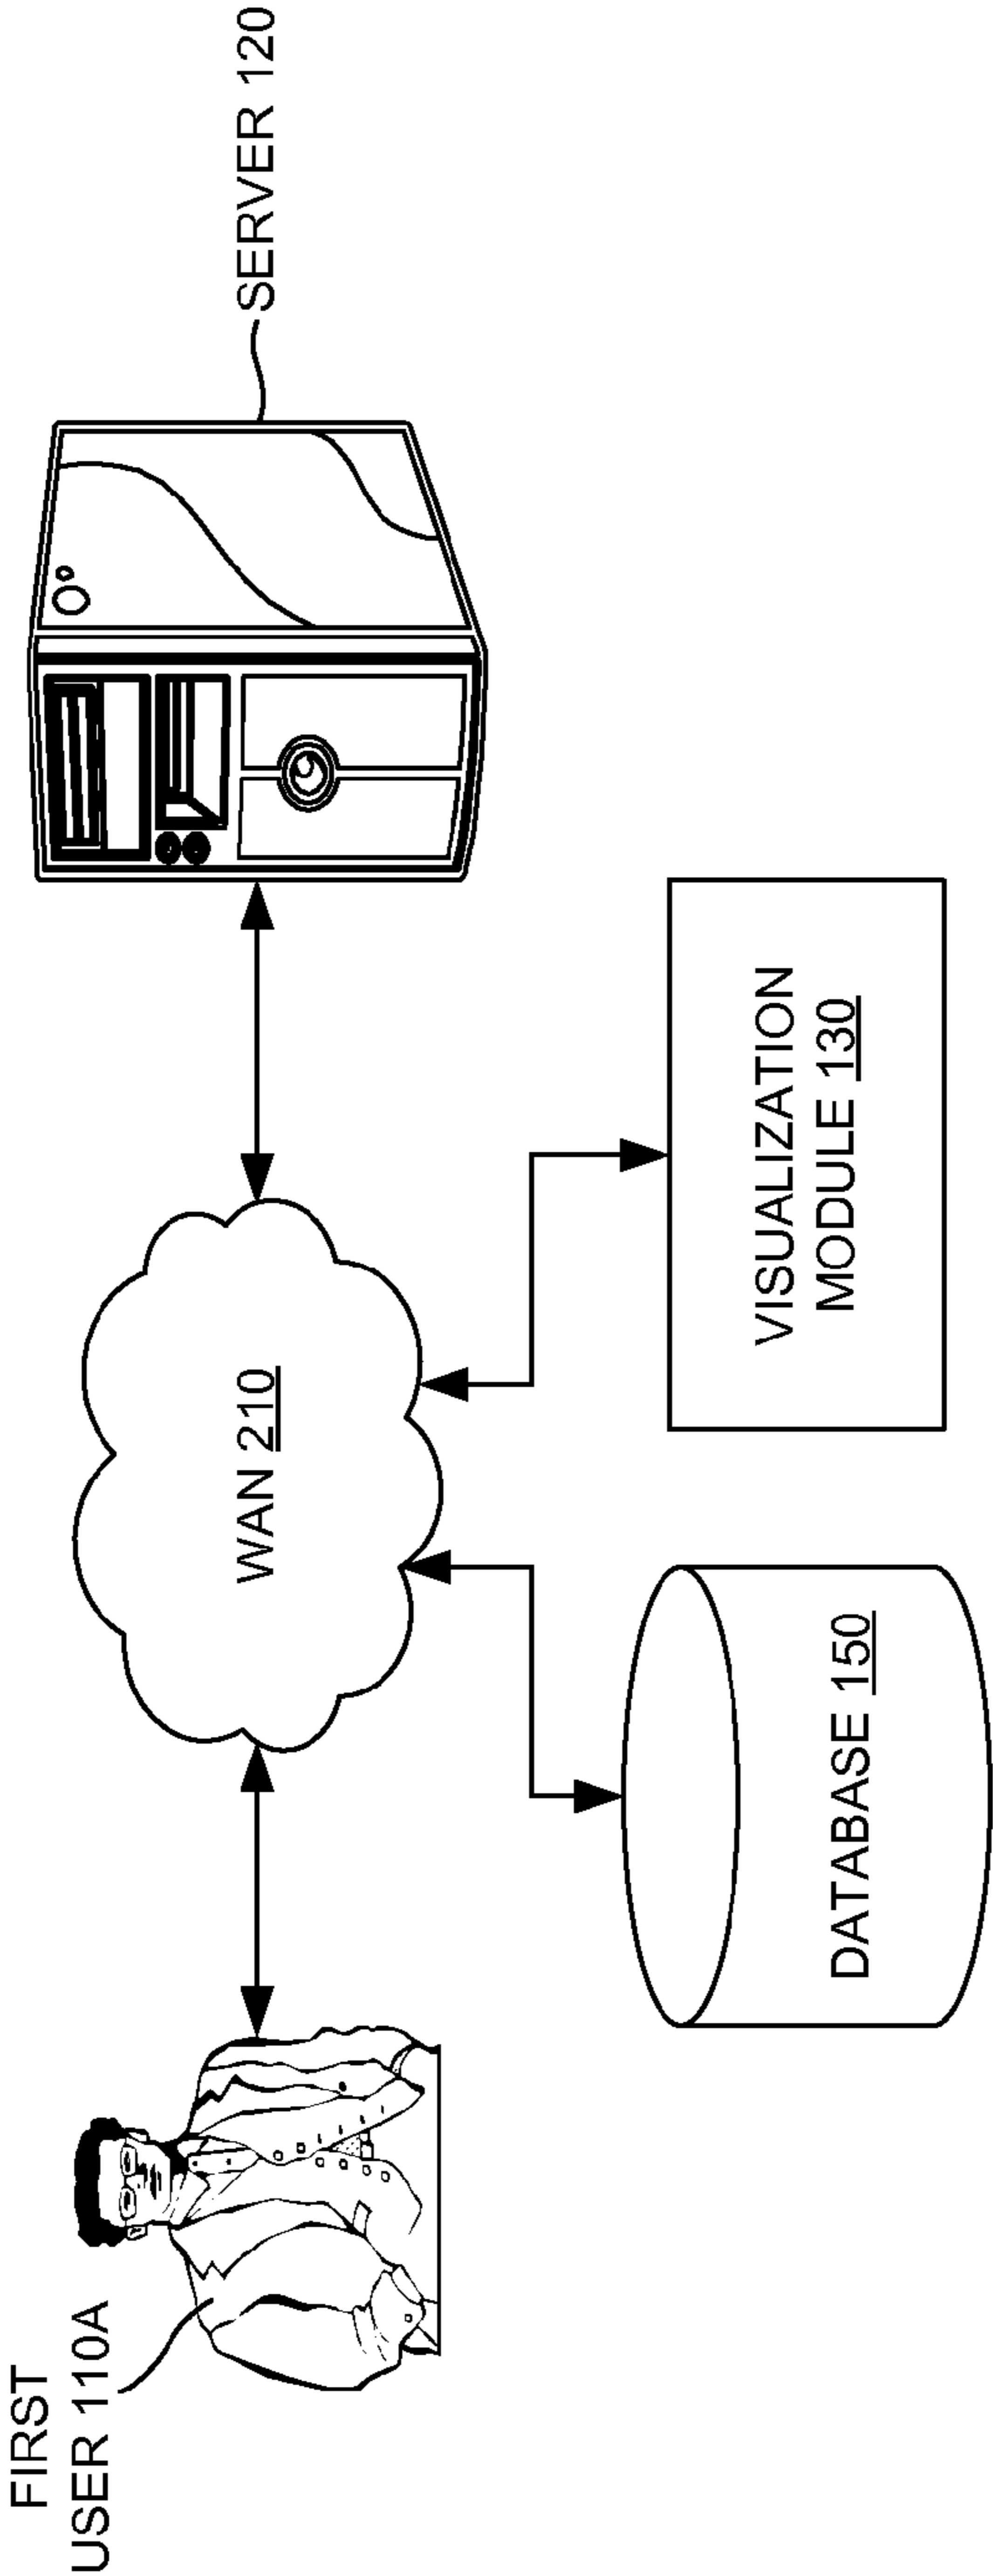 FIRST
USER 110A
WAN 210
SERVER 120
DATABASE 150
VISUALIZATION
MODULE 130